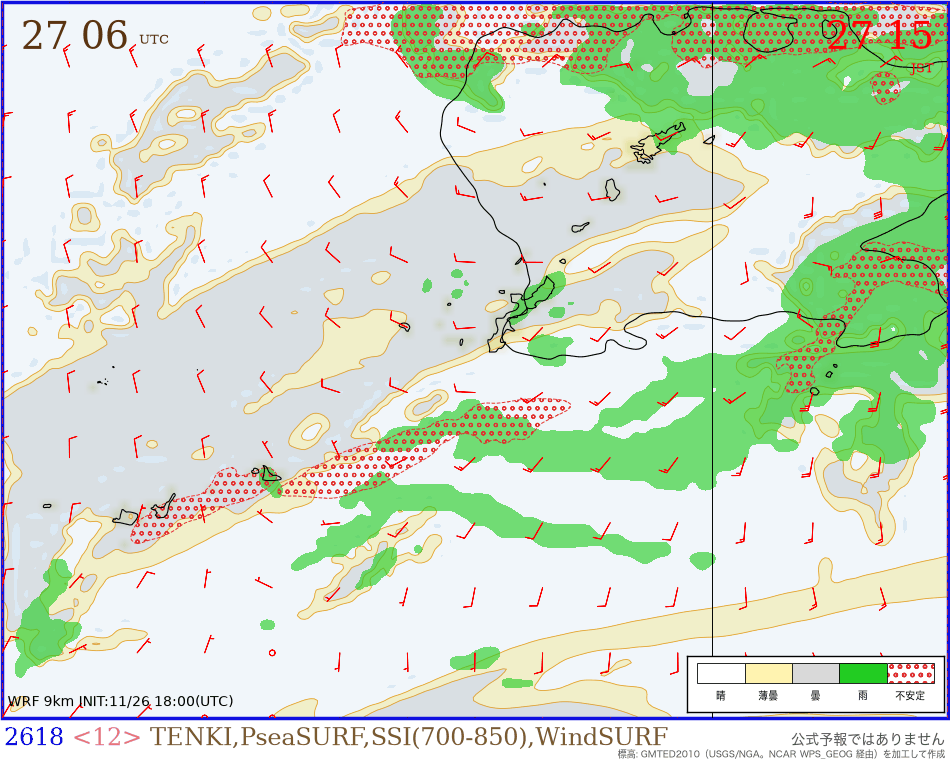 27 06 UTC
27 15
JST
晴 薄曇 曇 雨 不安定
WRF 9km INIT:11/26 18:00(UTC)
2618 <12> TENKI,PseaSURF,SSI(700-850),WindSURF
公式予報ではありません
標高: GMTED2010（USGS/NGA。NCAR WPS_GEOG 経由）を加工して作成